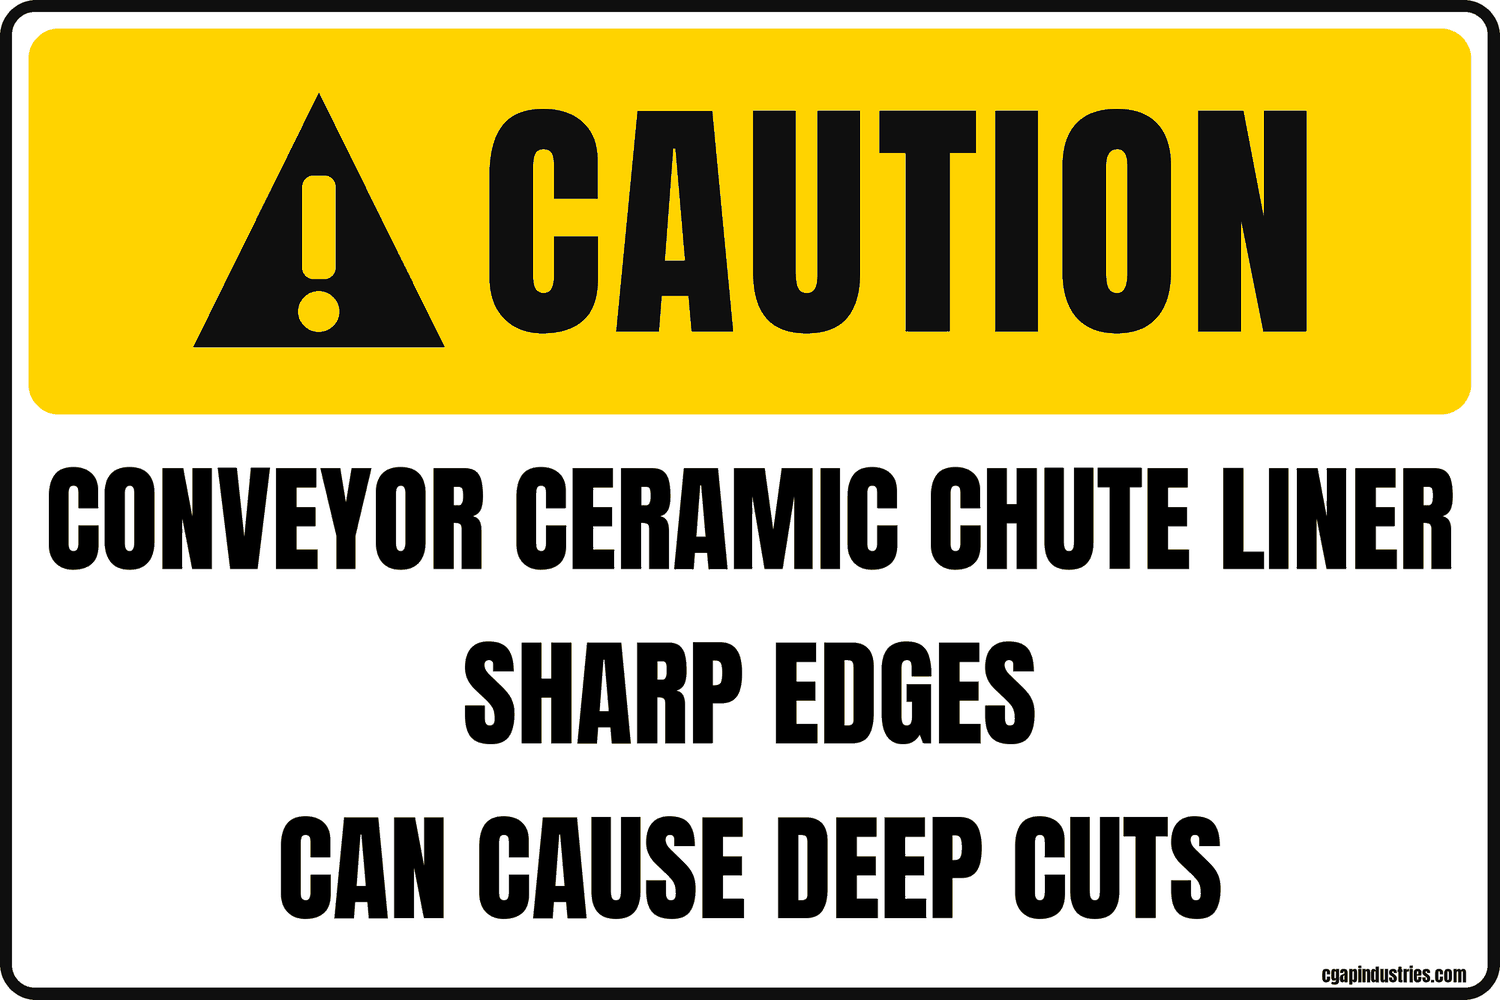 CAUTION
CONVEYOR CERAMIC CHUTE LINER
SHARP EDGES
CAN CAUSE DEEP CUTS
cgapindustries.com